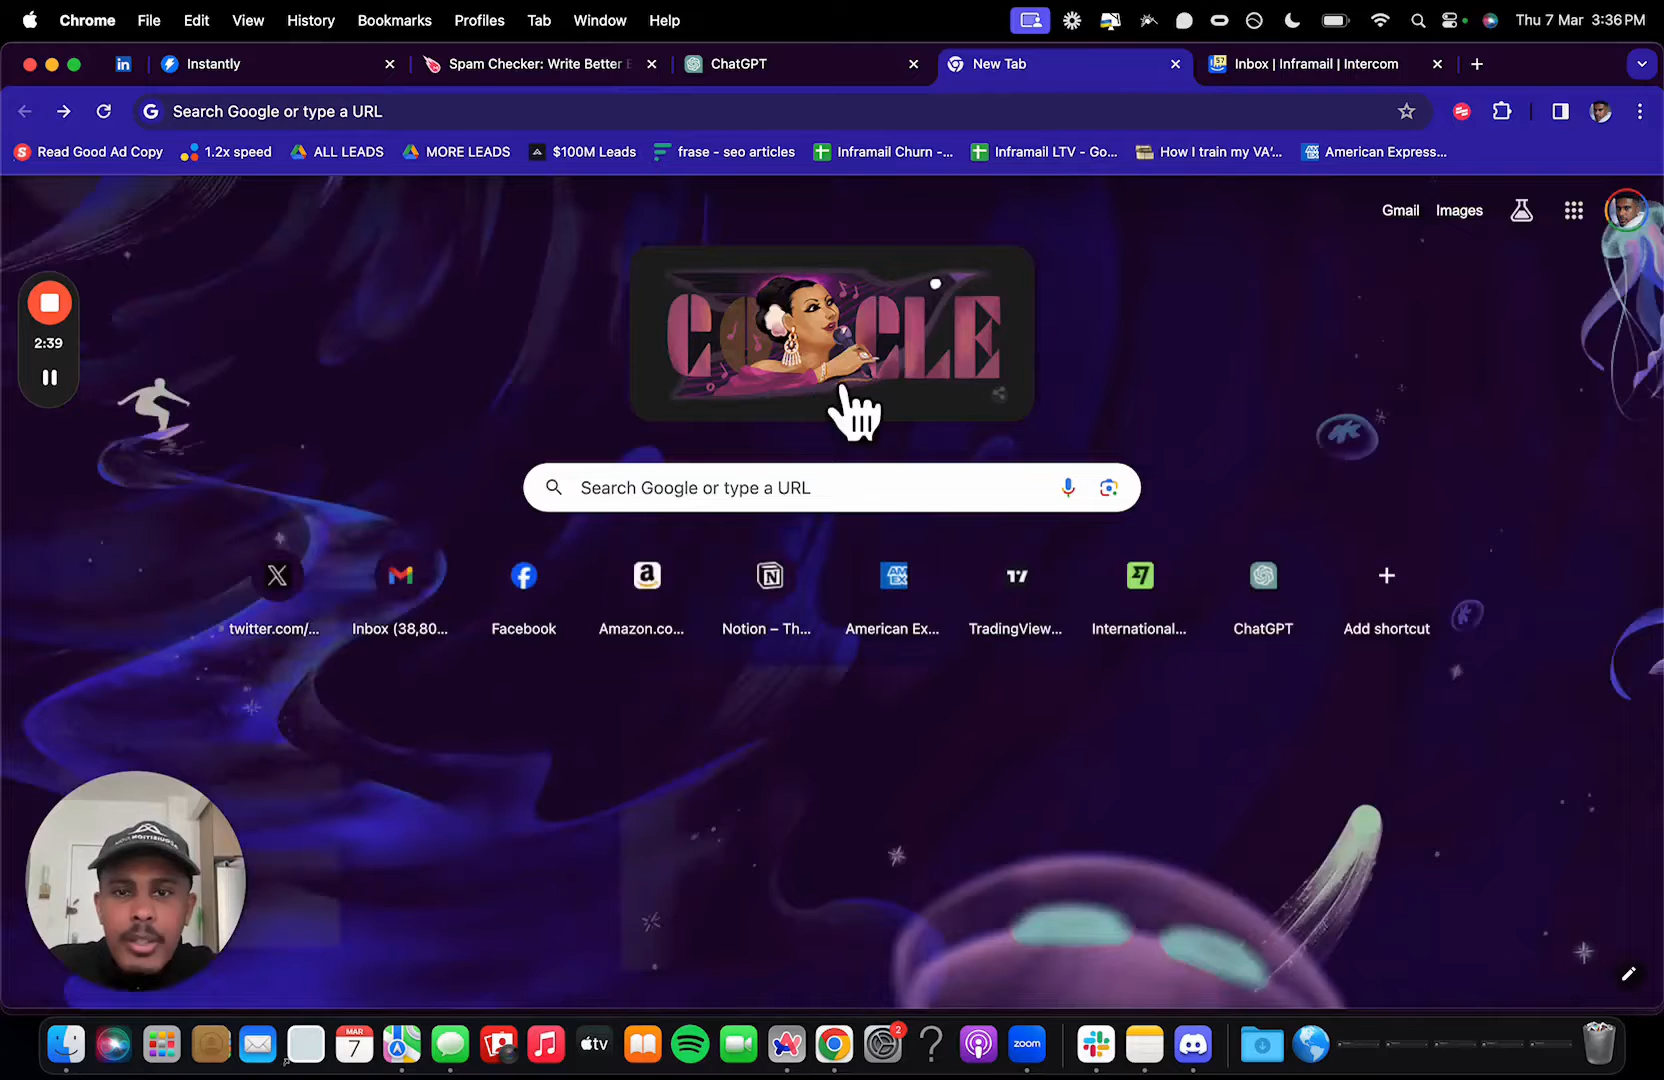 Chrome File Edit View History Bookmarks Profiles Tab Window Help Thu 7 Mar 3:36 PM
Instantly Spam Checker: Write Better E ChatGPT New Tab 57 Inbox | Inframail | Intercom
Search Google or type a URL
Read Good Ad Copy 1.2x speed ALL LEADS MORE LEADS $100M Leads frase - seo articles Inframail Churn -... Inframail LTV - Go... How I train my VA'... American Express...
Gmail Images
GOOGLE
2:39
Search Google or type a URL
twitter.com/... Inbox (38,80... Facebook Amazon.co... Notion – Th... American Ex... TradingView... International... ChatGPT Add shortcut
MAR
7
tv
2
zoom